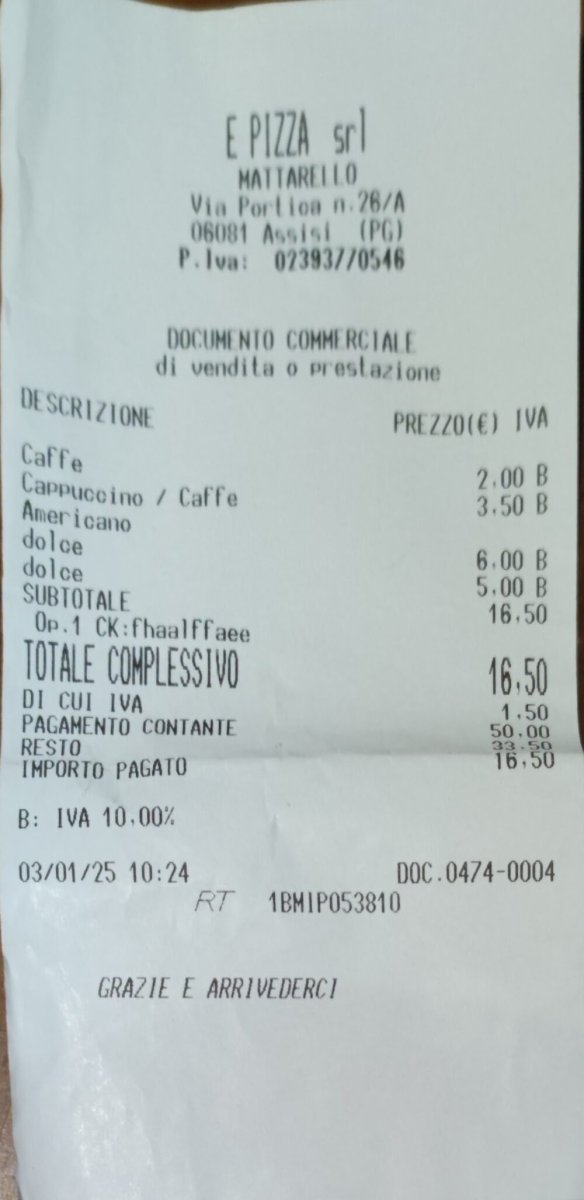 E PIZZA srl
MATTARELLO
Via Portica n.26/A
06081 Assisi (PG)
P.Iva: 02393770546
DOCUMENTO COMMERCIALE
di vendita o prestazione
DESCRIZIONE PREZZO(€) IVA
Caffe 2,00 B
Cappuccino / Caffe 3,50 B
Americano
dolce 6,00 B
dolce 5,00 B
SUBTOTALE 16,50
Op.1 CK:fhaalffaee
TOTALE COMPLESSIVO 16,50
DI CUI IVA 1,50
PAGAMENTO CONTANTE 50,00
RESTO 33,50
IMPORTO PAGATO 16,50
B: IVA 10,00%
03/01/25 10:24 DOC.0474-0004
RT 1BMIP053810
GRAZIE E ARRIVEDERCI